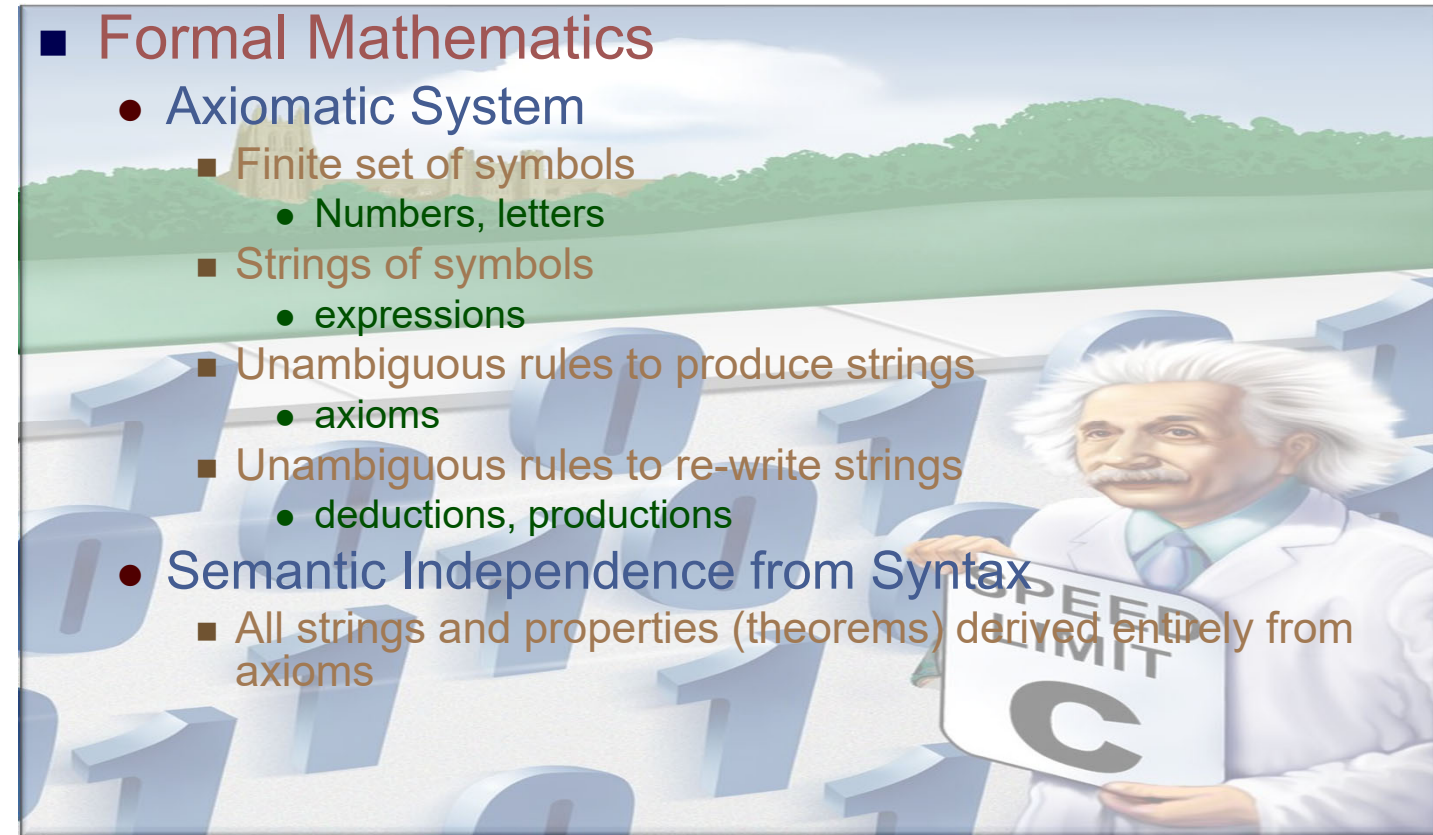 Formal Mathematics
Axiomatic System
Finite set of symbols
Numbers, letters
Strings of symbols
expressions
Unambiguous rules to produce strings
axioms
Unambiguous rules to re-write strings
deductions, productions
Semantic Independence from Syntax
All strings and properties (theorems) derived entirely from
axioms
SPEED
LIMIT
C